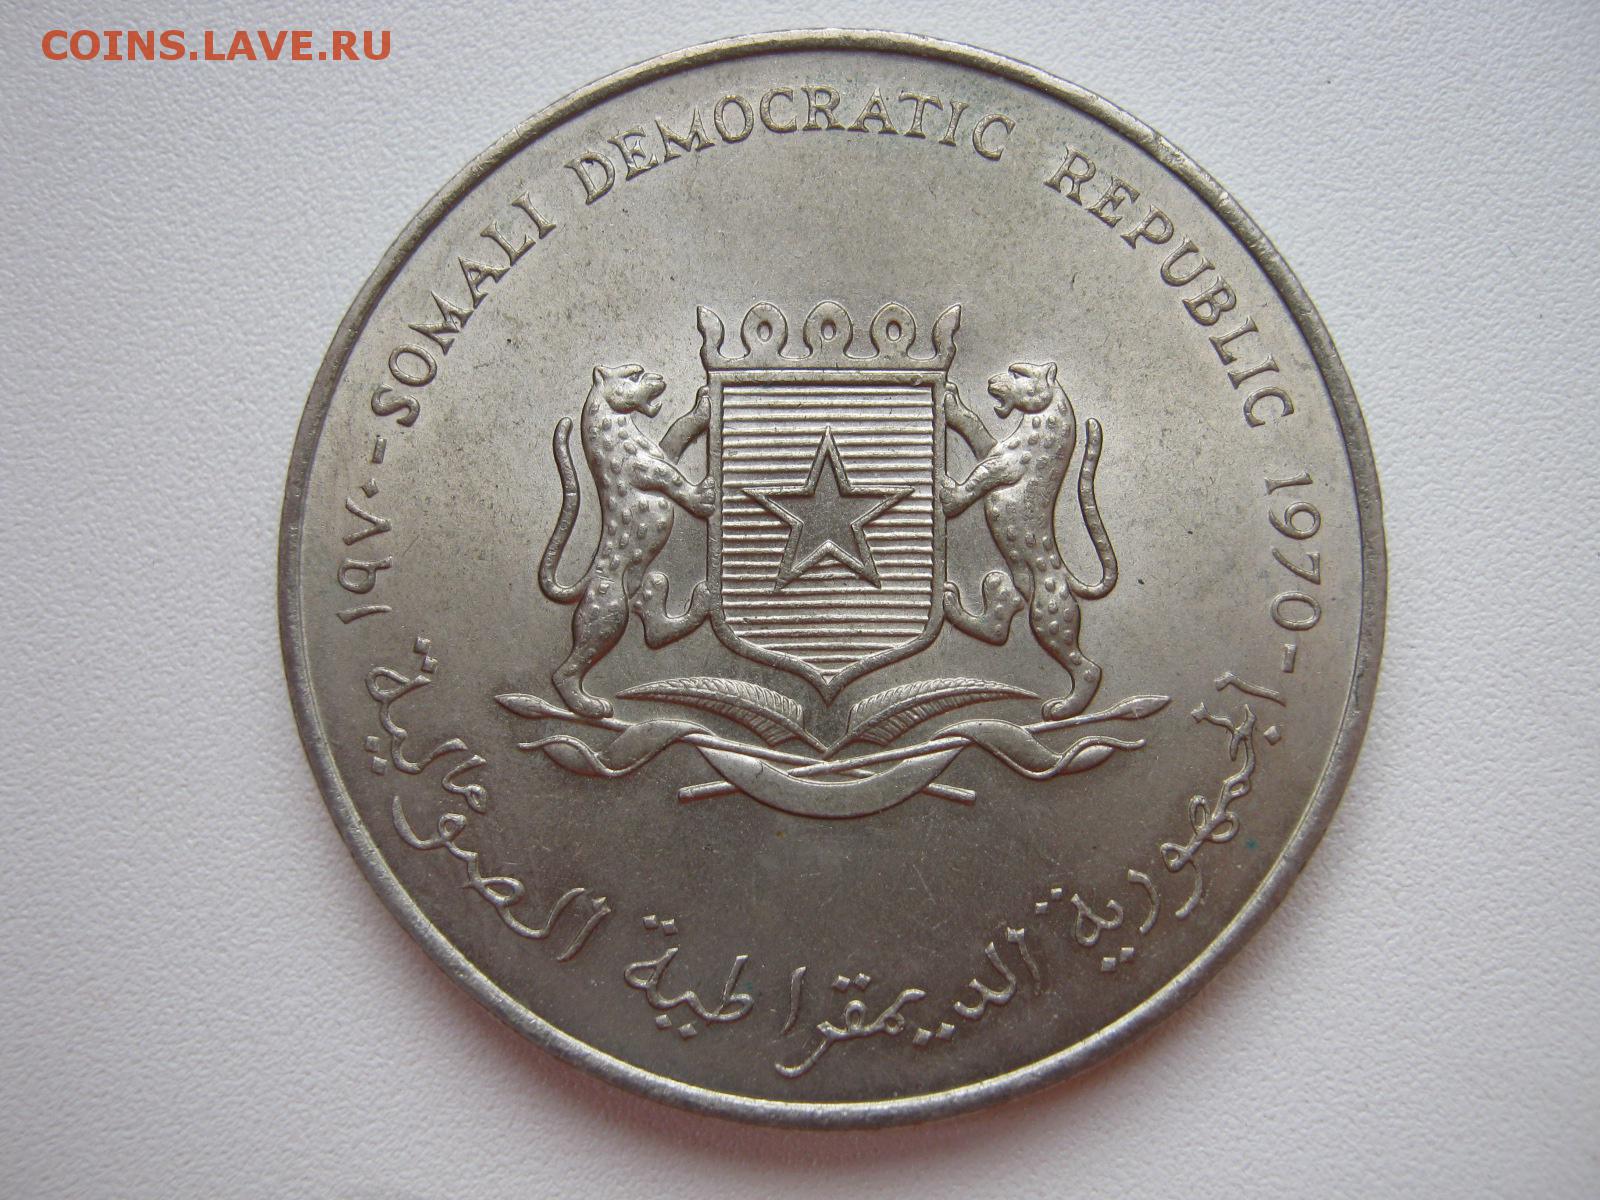 COINS.LAVE.RU
SOMALI DEMOCRATIC REPUBLIC 1970-
الجمهورية الديمقراطية الصومالية ١٩٧٠-